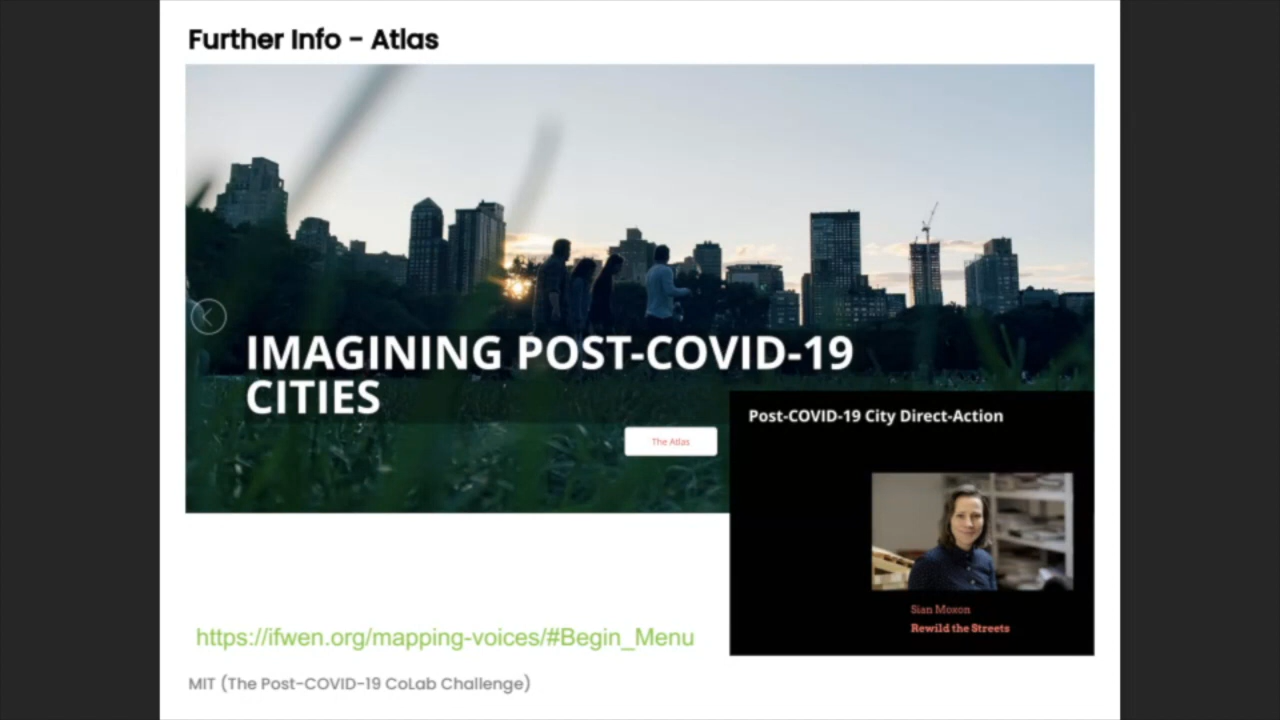 Further Info - Atlas
IMAGINING POST-COVID-19
CITIES
The Atlas
Post-COVID-19 City Direct-Action
Sian Moxon
Rewild the Streets
https://ifwen.org/mapping-voices/#Begin_Menu
MIT (The Post-COVID-19 CoLab Challenge)